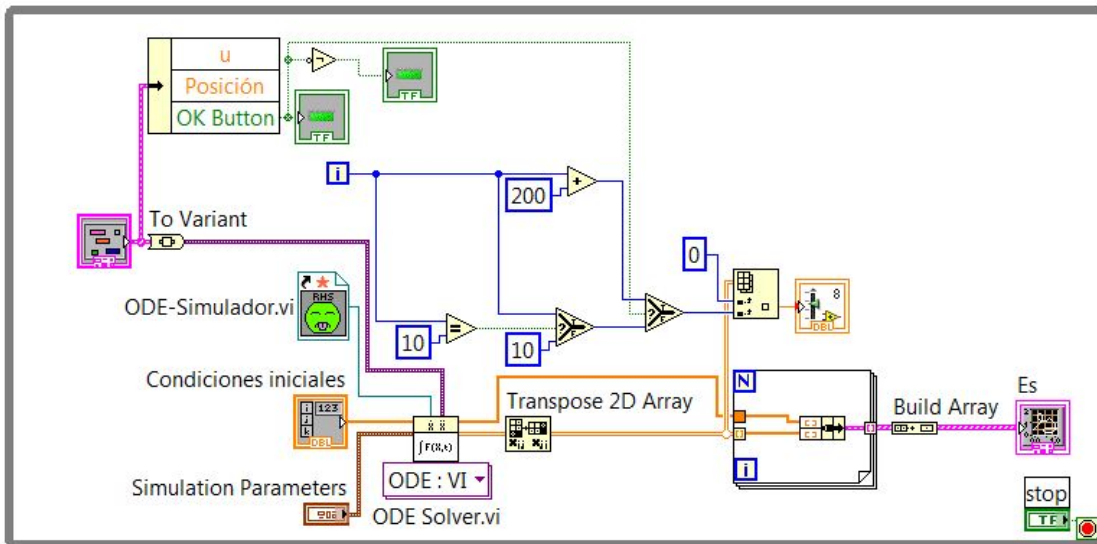 u
Posición
OK Button
TF
TF
i
200
To Variant
0
8
DBL
RHS
ODE-Simulador.vi
10
10
Condiciones iniciales
i 123
j
k
DBL
Transpose 2D Array
N
Build Array
Es
∫F(X,t)
i
ODE : VI
Simulation Parameters
ODE Solver.vi
stop
TF